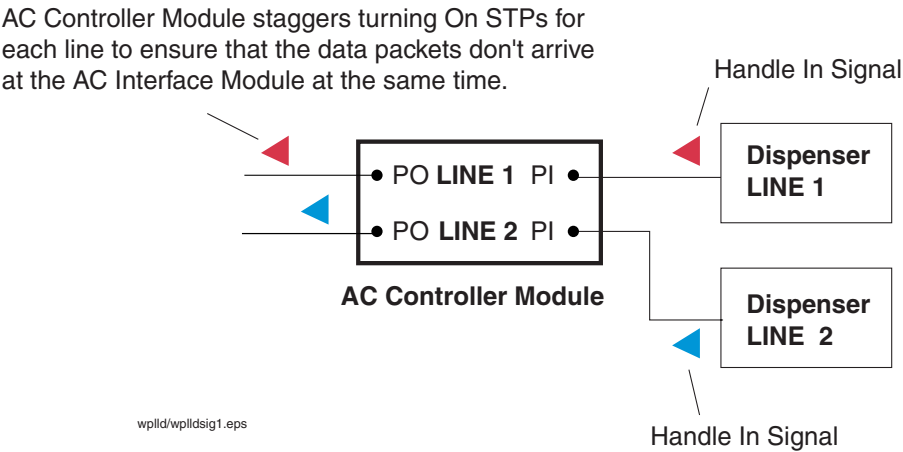 AC Controller Module staggers turning On STPs for
each line to ensure that the data packets don't arrive
at the AC Interface Module at the same time.
Handle In Signal
PO LINE 1 PI
Dispenser
LINE 1
PO LINE 2 PI
AC Controller Module
Dispenser
LINE 2
wplld/wplldsig1.eps
Handle In Signal